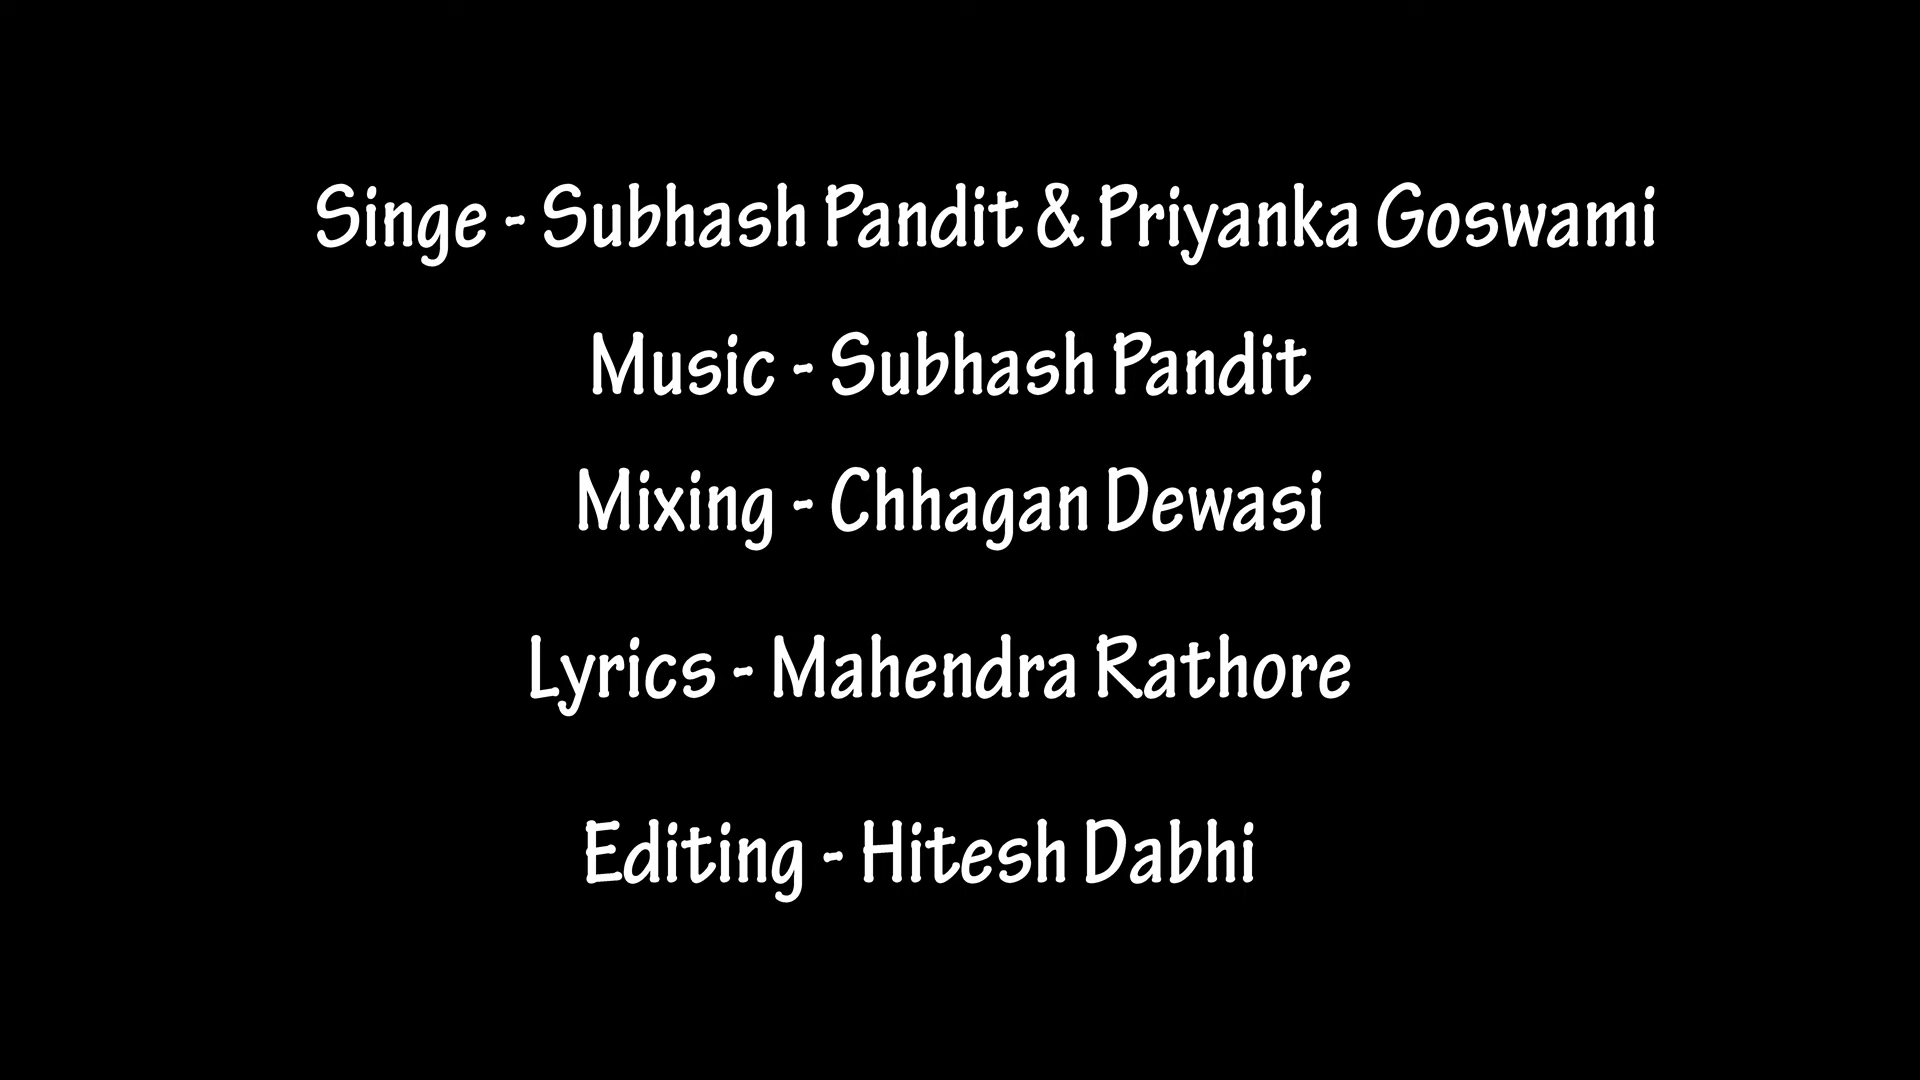 Singe - Subhash Pandit & Priyanka Goswami
Music - Subhash Pandit
Mixing - Chhagan Dewasi
Lyrics - Mahendra Rathore
Editing - Hitesh Dabhi